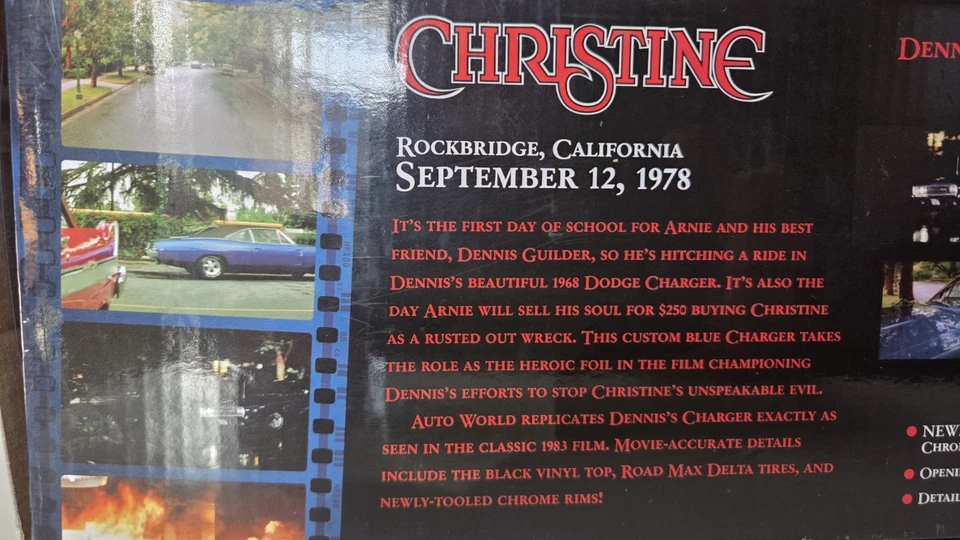 CHRISTINE
DENN
ROCKBRIDGE, CALIFORNIA
SEPTEMBER 12, 1978
IT'S THE FIRST DAY OF SCHOOL FOR ARNIE AND HIS BEST
FRIEND, DENNIS GUILDER, SO HE'S HITCHING A RIDE IN
DENNIS'S BEAUTIFUL 1968 DODGE CHARGER. IT'S ALSO THE
DAY ARNIE WILL SELL HIS SOUL FOR $250 BUYING CHRISTINE
AS A RUSTED OUT WRECK. THIS CUSTOM BLUE CHARGER TAKES
THE ROLE AS THE HEROIC FOIL IN THE FILM CHAMPIONING
DENNIS'S EFFORTS TO STOP CHRISTINE'S UNSPEAKABLE EVIL.
AUTO WORLD REPLICATES DENNIS'S CHARGER EXACTLY AS
SEEN IN THE CLASSIC 1983 FILM. MOVIE-ACCURATE DETAILS
INCLUDE THE BLACK VINYL TOP, ROAD MAX DELTA TIRES, AND
NEWLY-TOOLED CHROME RIMS!
• NEW
CHRO
• OPENI
• DETAIL